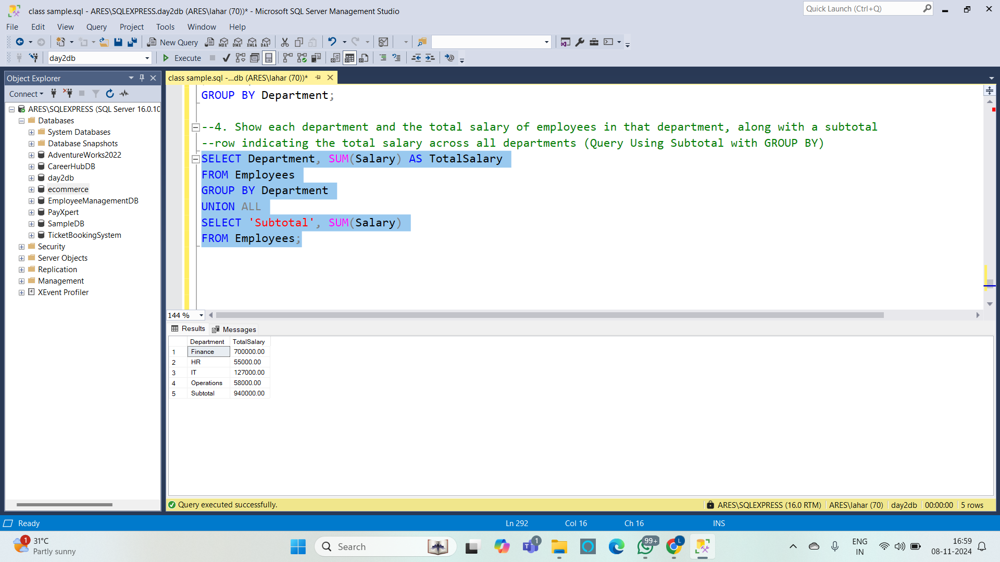 class sample.sql - ARES\SQLEXPRESS.day2db (ARES\lahar (70))* - Microsoft SQL Server Management Studio
Quick Launch (Ctrl+Q)
File Edit View Query Project Tools Window Help
New Query MDX DMX XMLA DAX
day2db Execute
Object Explorer
class sample.sql -...db (ARES\lahar (70))*
Connect
ARES\SQLEXPRESS (SQL Server 16.0.10
Databases
System Databases
Database Snapshots
AdventureWorks2022
CareerHubDB
day2db
ecommerce
EmployeeManagementDB
PayXpert
SampleDB
TicketBookingSystem
Security
Server Objects
Replication
Management
XEvent Profiler
GROUP BY Department;
--4. Show each department and the total salary of employees in that department, along with a subtotal
--row indicating the total salary across all departments (Query Using Subtotal with GROUP BY)
SELECT Department, SUM(Salary) AS TotalSalary
FROM Employees
GROUP BY Department
UNION ALL
SELECT 'Subtotal', SUM(Salary)
FROM Employees;
144 %
Results Messages
Department TotalSalary
1 Finance 700000.00
2 HR 55000.00
3 IT 127000.00
4 Operations 58000.00
5 Subtotal 940000.00
Query executed successfully. ARES\SQLEXPRESS (16.0 RTM) ARES\lahar (70) day2db 00:00:00 5 rows
Ready Ln 292 Col 16 Ch 16 INS
1 31°C
Partly sunny
Search
1
99+
L
ENG
IN
16:59
08-11-2024